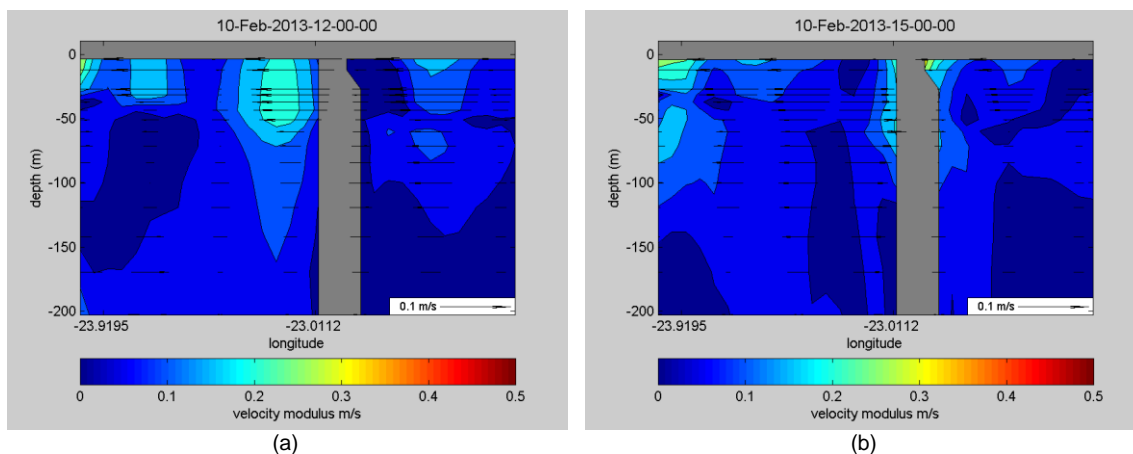 10-Feb-2013-12-00-00
0
-50
-100
-150
-200
depth (m)
0.1 m/s
-23.9195 -23.0112
longitude
0 0.1 0.2 0.3 0.4 0.5
velocity modulus m/s
(a)
10-Feb-2013-15-00-00
0
-50
-100
-150
-200
depth (m)
0.1 m/s
-23.9195 -23.0112
longitude
0 0.1 0.2 0.3 0.4 0.5
velocity modulus m/s
(b)